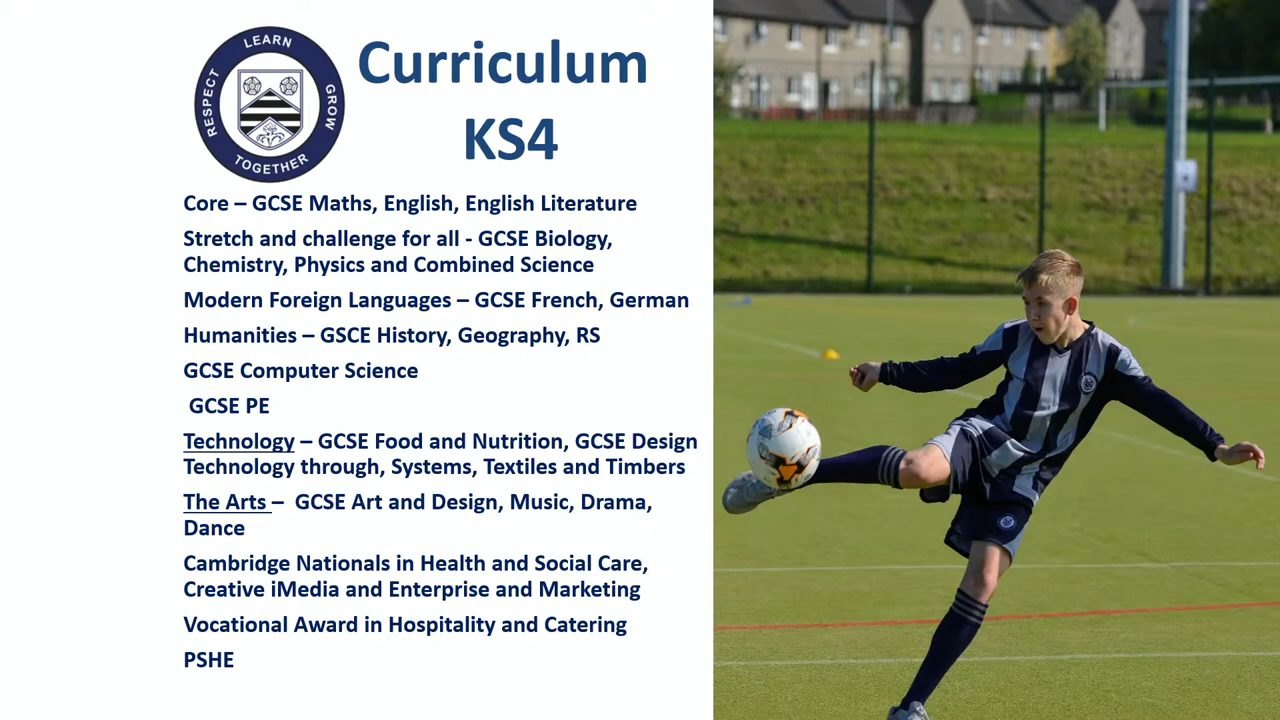 RESPECT LEARN GROW TOGETHER
Curriculum
KS4
Core – GCSE Maths, English, English Literature
Stretch and challenge for all - GCSE Biology,
Chemistry, Physics and Combined Science
Modern Foreign Languages – GCSE French, German
Humanities – GSCE History, Geography, RS
GCSE Computer Science
GCSE PE
Technology – GCSE Food and Nutrition, GCSE Design
Technology through, Systems, Textiles and Timbers
The Arts – GCSE Art and Design, Music, Drama,
Dance
Cambridge Nationals in Health and Social Care,
Creative iMedia and Enterprise and Marketing
Vocational Award in Hospitality and Catering
PSHE